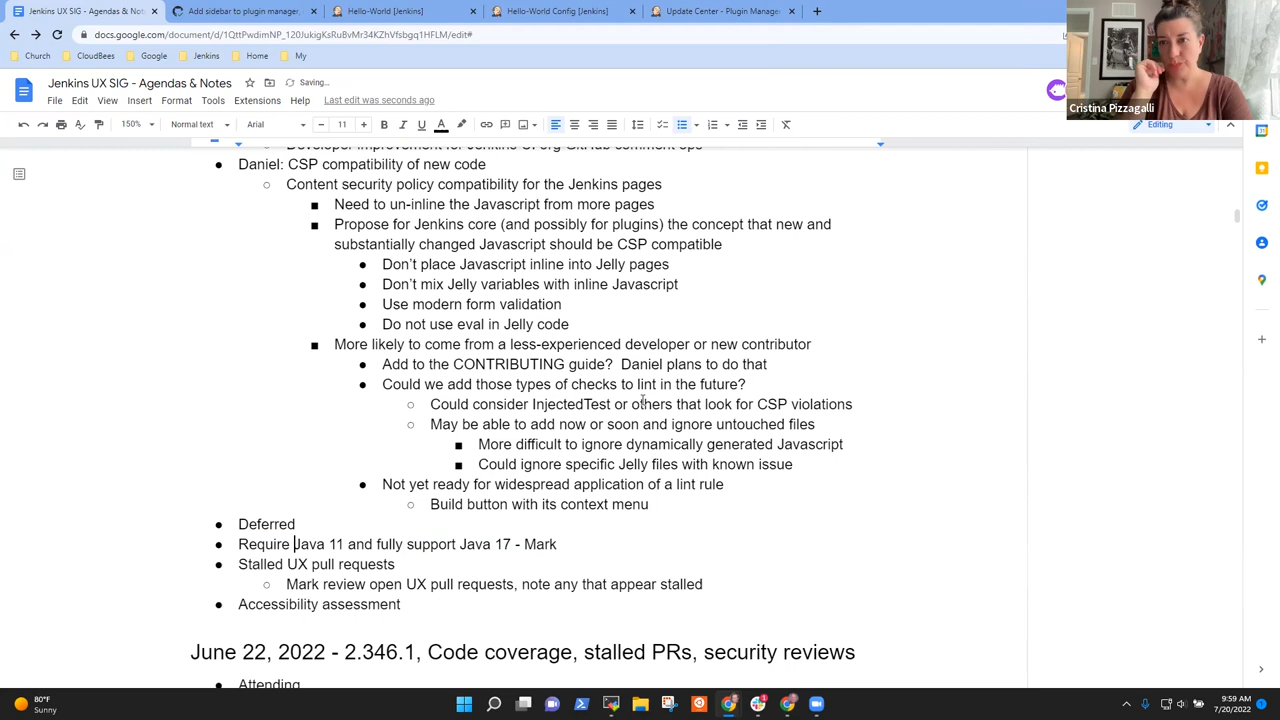 Jenkins UX SIG - Agendas & Notes
Add sidebar to plugin manager,
Hello-World [Jenkins]
Hello-World Config [Jenkins]
Update Center - Plugin Manage
docs.google.com/document/d/1QttPwdimNP_120JukigKsRuBvMr34KZhVfsbgq1HFLM/edit#
Church
CloudBees
Google
Jenkins
Home
My
Cristina Pizzagalli
Jenkins UX SIG - Agendas & Notes
Saving...
File Edit View Insert Format Tools Extensions Help
Last edit was seconds ago
150%
Normal text
Arial
11
Editing
Daniel: CSP compatibility of new code
Content security policy compatibility for the Jenkins pages
Need to un-inline the Javascript from more pages
Propose for Jenkins core (and possibly for plugins) the concept that new and
substantially changed Javascript should be CSP compatible
Don’t place Javascript inline into Jelly pages
Don’t mix Jelly variables with inline Javascript
Use modern form validation
Do not use eval in Jelly code
More likely to come from a less-experienced developer or new contributor
Add to the CONTRIBUTING guide?  Daniel plans to do that
Could we add those types of checks to lint in the future?
Could consider InjectedTest or others that look for CSP violations
May be able to add now or soon and ignore untouched files
More difficult to ignore dynamically generated Javascript
Could ignore specific Jelly files with known issue
Not yet ready for widespread application of a lint rule
Build button with its context menu
Deferred
Require Java 11 and fully support Java 17 - Mark
Stalled UX pull requests
Mark review open UX pull requests, note any that appear stalled
Accessibility assessment
June 22, 2022 - 2.346.1, Code coverage, stalled PRs, security reviews
Attending
80°F
Sunny
9:59 AM
7/20/2022